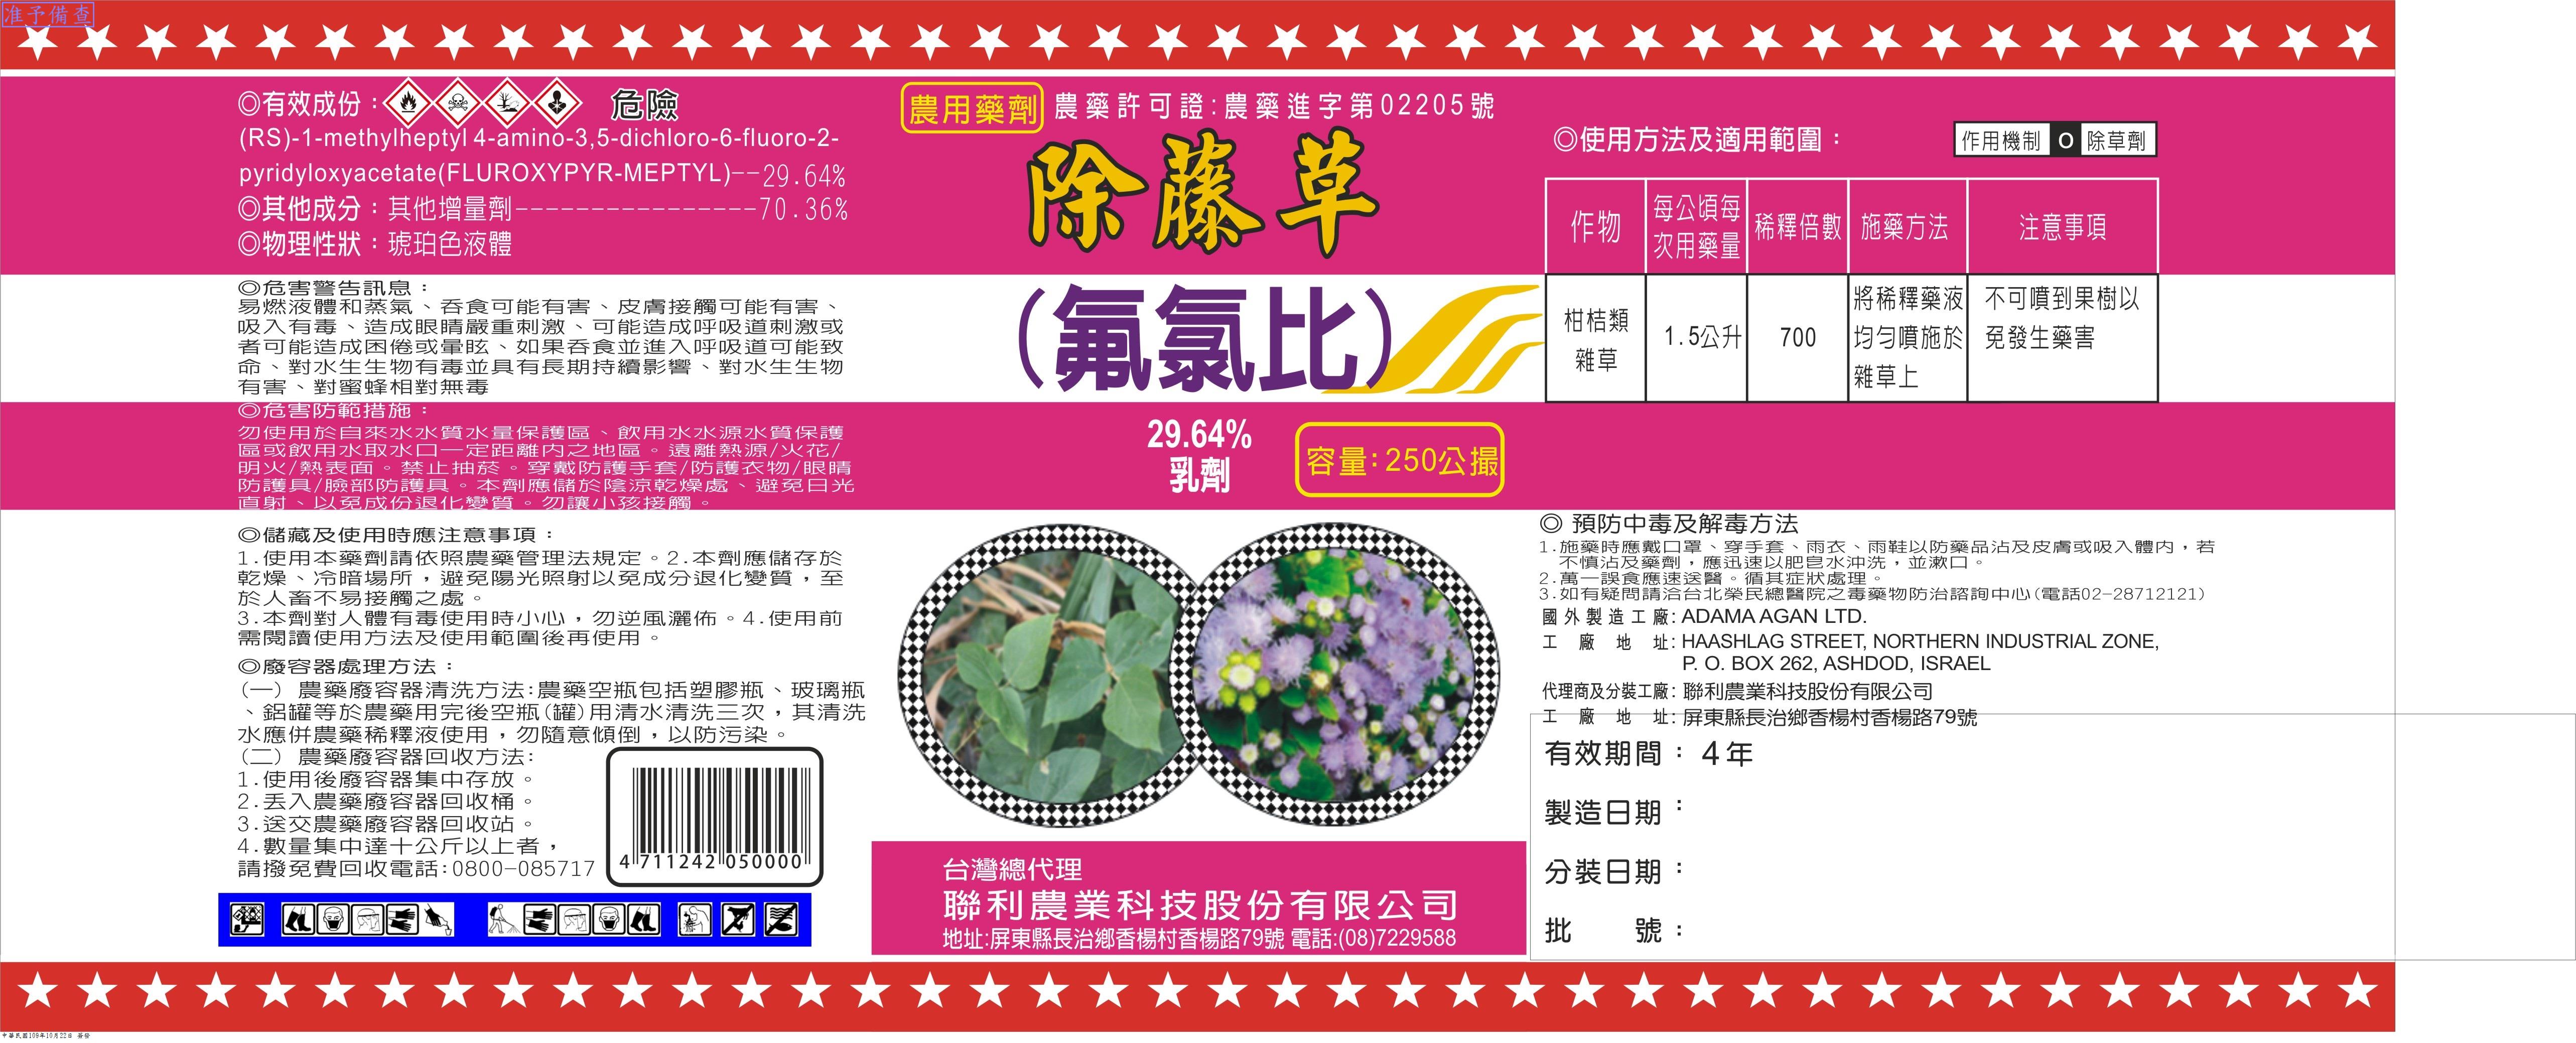 准予備查
◎有效成份：
危險
(RS)-1-methylheptyl 4-amino-3,5-dichloro-6-fluoro-2-
pyridyloxyacetate(FLUROXYPYR-MEPTYL)--29.64%
◎其他成分：其他增量劑----------------70.36%
◎物理性狀：琥珀色液體
◎危害警告訊息：
易燃液體和蒸氣、吞食可能有害、皮膚接觸可能有害、
吸入有毒、造成眼睛嚴重刺激、可能造成呼吸道刺激或
者可能造成困倦或暈眩、如果吞食並進入呼吸道可能致
命、對水生生物有毒並具有長期持續影響、對水生生物
有害、對蜜蜂相對無毒
◎危害防範措施：
勿使用於自來水水質水量保護區、飲用水水源水質保護
區或飲用水取水口一定距離內之地區。遠離熱源/火花/
明火/熱表面。禁止抽菸。穿戴防護手套/防護衣物/眼睛
防護具/臉部防護具。本劑應儲於陰涼乾燥處、避免日光
直射、以免成份退化變質。勿讓小孩接觸。
◎儲藏及使用時應注意事項：
1.使用本藥劑請依照農藥管理法規定。2.本劑應儲存於
乾燥、冷暗場所，避免陽光照射以免成分退化變質，至
於人畜不易接觸之處。
3.本劑對人體有毒使用時小心，勿逆風灑佈。4.使用前
需閱讀使用方法及使用範圍後再使用。
◎廢容器處理方法：
(一) 農藥廢容器清洗方法:農藥空瓶包括塑膠瓶、玻璃瓶
、鋁罐等於農藥用完後空瓶(罐)用清水清洗三次，其清洗
水應併農藥稀釋液使用，勿隨意傾倒，以防污染。
(二) 農藥廢容器回收方法:
1.使用後廢容器集中存放。
2.丟入農藥廢容器回收桶。
3.送交農藥廢容器回收站。
4.數量集中達十公斤以上者，
請撥免費回收電話:0800-085717
4 711242 050000
農用藥劑
農藥許可證:農藥進字第02205號
除藤草
(氟氯比)
29.64%
乳劑
容量:250公撮
台灣總代理
聯利農業科技股份有限公司
地址:屏東縣長治鄉香楊村香楊路79號 電話:(08)7229588
◎使用方法及適用範圍：
作用機制 O 除草劑
作物 每公頃每次用藥量 稀釋倍數 施藥方法 注意事項
柑桔類雜草 1.5公升 700 將稀釋藥液均勻噴施於雜草上 不可噴到果樹以免發生藥害
◎ 預防中毒及解毒方法
1.施藥時應戴口罩、穿手套、雨衣、雨鞋以防藥品沾及皮膚或吸入體內，若
不慎沾及藥劑，應迅速以肥皂水沖洗，並漱口。
2.萬一誤食應速送醫。循其症狀處理。
3.如有疑問請洽台北榮民總醫院之毒藥物防治諮詢中心(電話02-28712121)
國外製造工廠: ADAMA AGAN LTD.
工廠地址: HAASHLAG STREET, NORTHERN INDUSTRIAL ZONE,
P. O. BOX 262, ASHDOD, ISRAEL
代理商及分裝工廠: 聯利農業科技股份有限公司
工廠地址: 屏東縣長治鄉香楊村香楊路79號
有效期間：4年
製造日期：
分裝日期：
批號：
中華民國109年10月22日 簽發